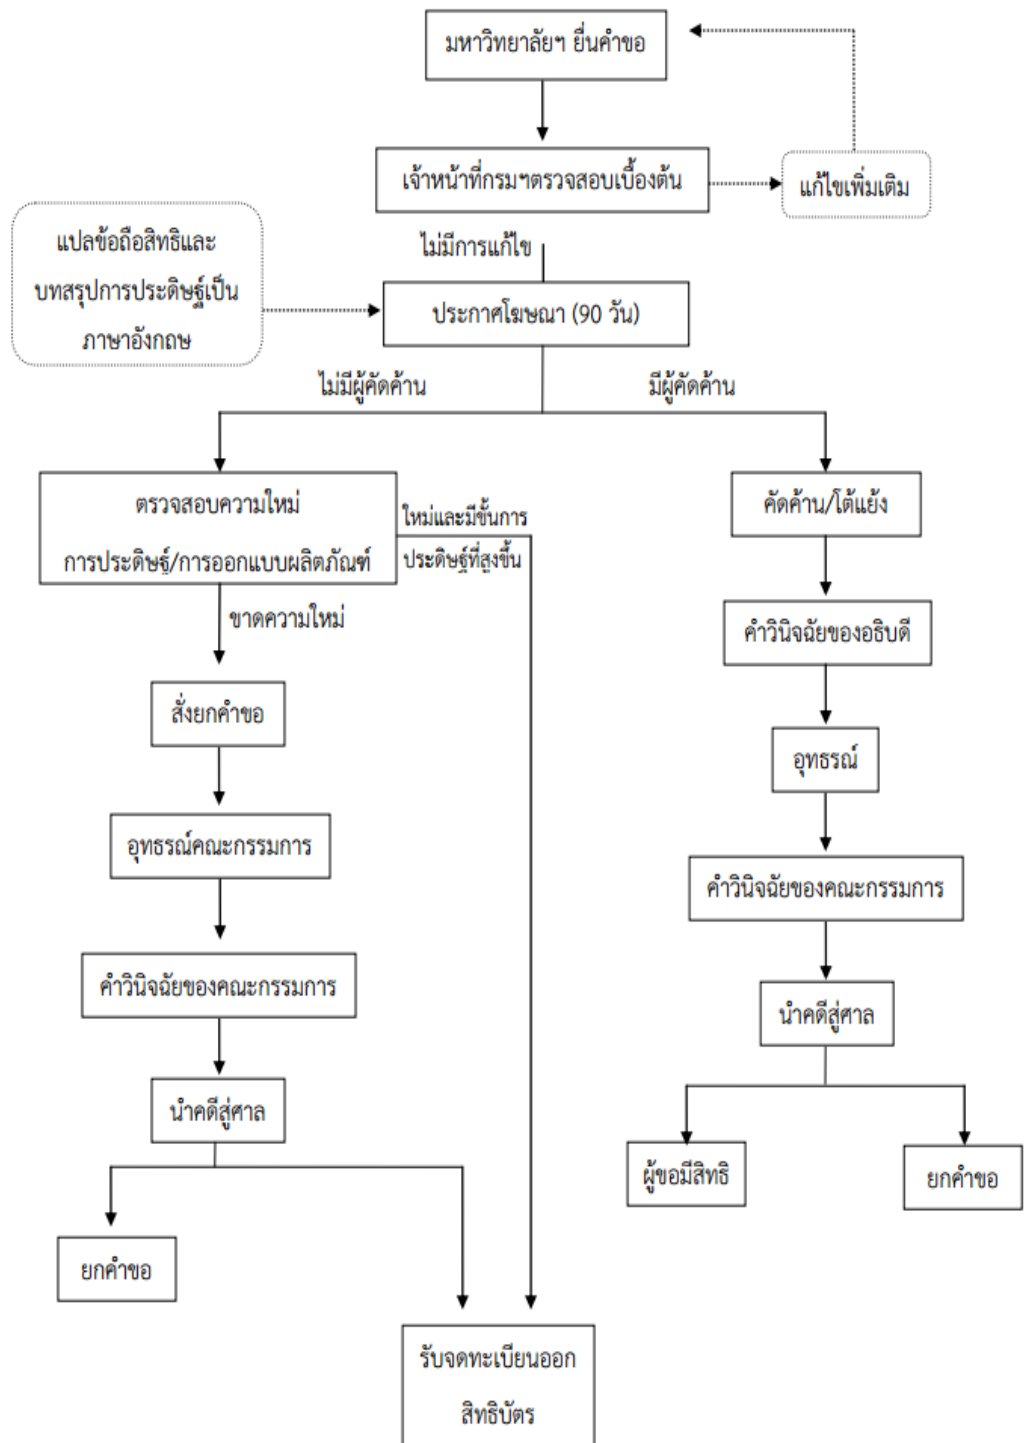 มหาวิทยาลัยฯ ยื่นคำขอ
เจ้าหน้าที่กรมฯตรวจสอบเบื้องต้น
แก้ไขเพิ่มเติม
แปลข้อถือสิทธิและ
บทสรุปการประดิษฐ์เป็น
ภาษาอังกฤษ
ไม่มีการแก้ไข
ประกาศโฆษณา (90 วัน)
ไม่มีผู้คัดค้าน
มีผู้คัดค้าน
ตรวจสอบความใหม่
การประดิษฐ์/การออกแบบผลิตภัณฑ์
ใหม่และมีขั้นการ
ประดิษฐ์ที่สูงขึ้น
คัดค้าน/โต้แย้ง
ขาดความใหม่
คำวินิจฉัยของอธิบดี
สั่งยกคำขอ
อุทธรณ์
อุทธรณ์คณะกรรมการ
คำวินิจฉัยของคณะกรรมการ
คำวินิจฉัยของคณะกรรมการ
นำคดีสู่ศาล
นำคดีสู่ศาล
ผู้ขอมีสิทธิ
ยกคำขอ
ยกคำขอ
รับจดทะเบียนออก
สิทธิบัตร